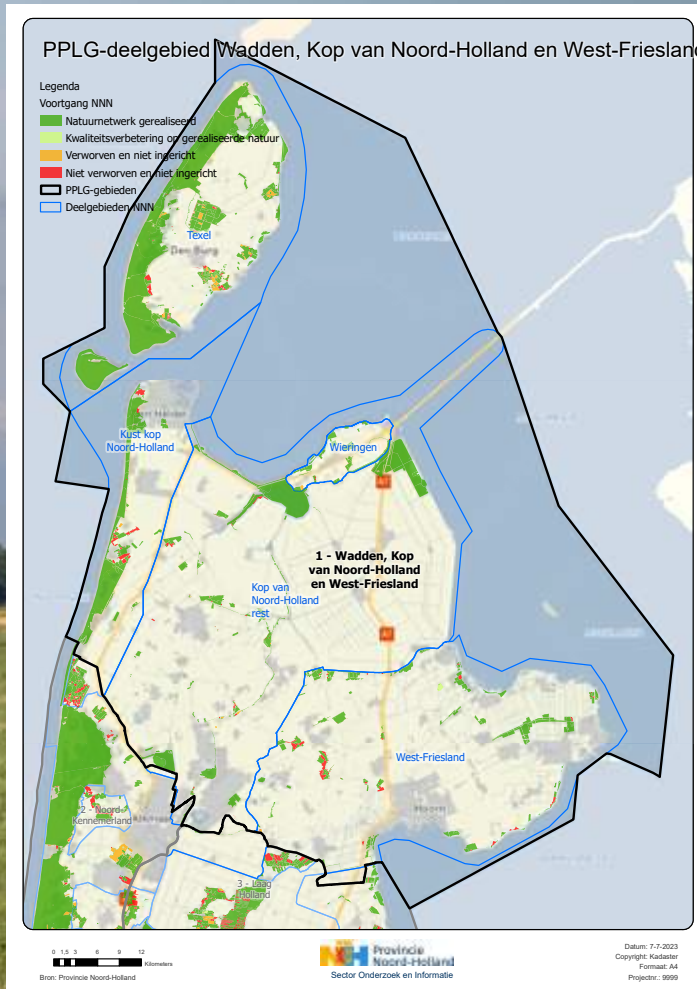 PPLG-deelgebied Wadden, Kop van Noord-Holland en West-Friesland
Legenda
Voortgang NNN
Natuurnetwerk gerealiseerd
Kwaliteitsverbetering op gerealiseerde natuur
Verworven en niet ingericht
Niet verworven en niet ingericht
PPLG-gebieden
Deelgebieden NNN
Texel
Den Burg
Den Helder
Kust kop
Noord-Holland
Wieringen
A7
1 - Wadden, Kop
van Noord-Holland
en West-Friesland
Kop van
Noord-Holland
rest
A7
West-Friesland
Hoorn
2 - Noord-
Kennemerland
Alkmaar
3 - Laag
Holland
0 1,5 3 6 9 12
Kilometers
Bron: Provincie Noord-Holland
Provincie
Noord-Holland
Sector Onderzoek en Informatie
Datum: 7-7-2023
Copyright: Kadaster
Formaat: A4
Projectnr.: 9999